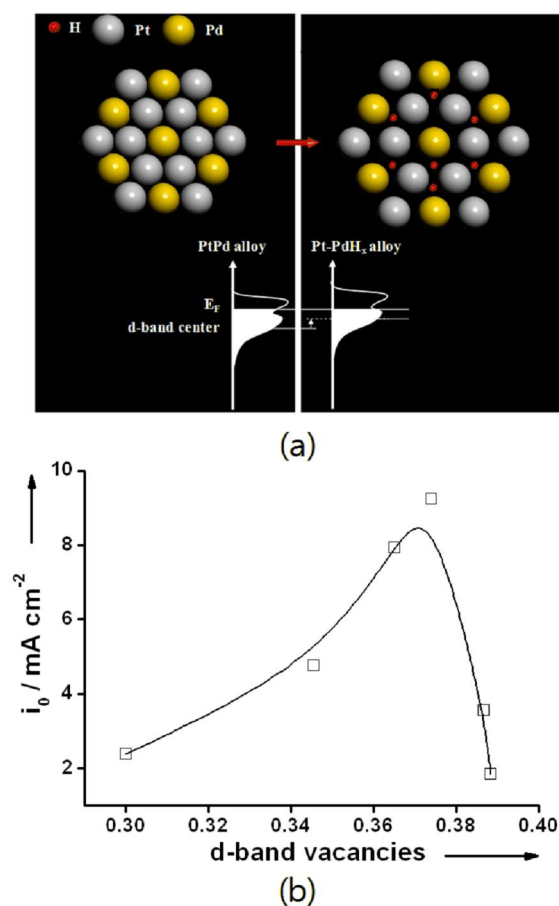 H Pt Pd
PtPd alloy
Pt-PdHₓ alloy
E_F
d-band center
(a)
10
8
6
4
2
i₀ / mA cm⁻²
0.30 0.32 0.34 0.36 0.38 0.40
d-band vacancies
(b)